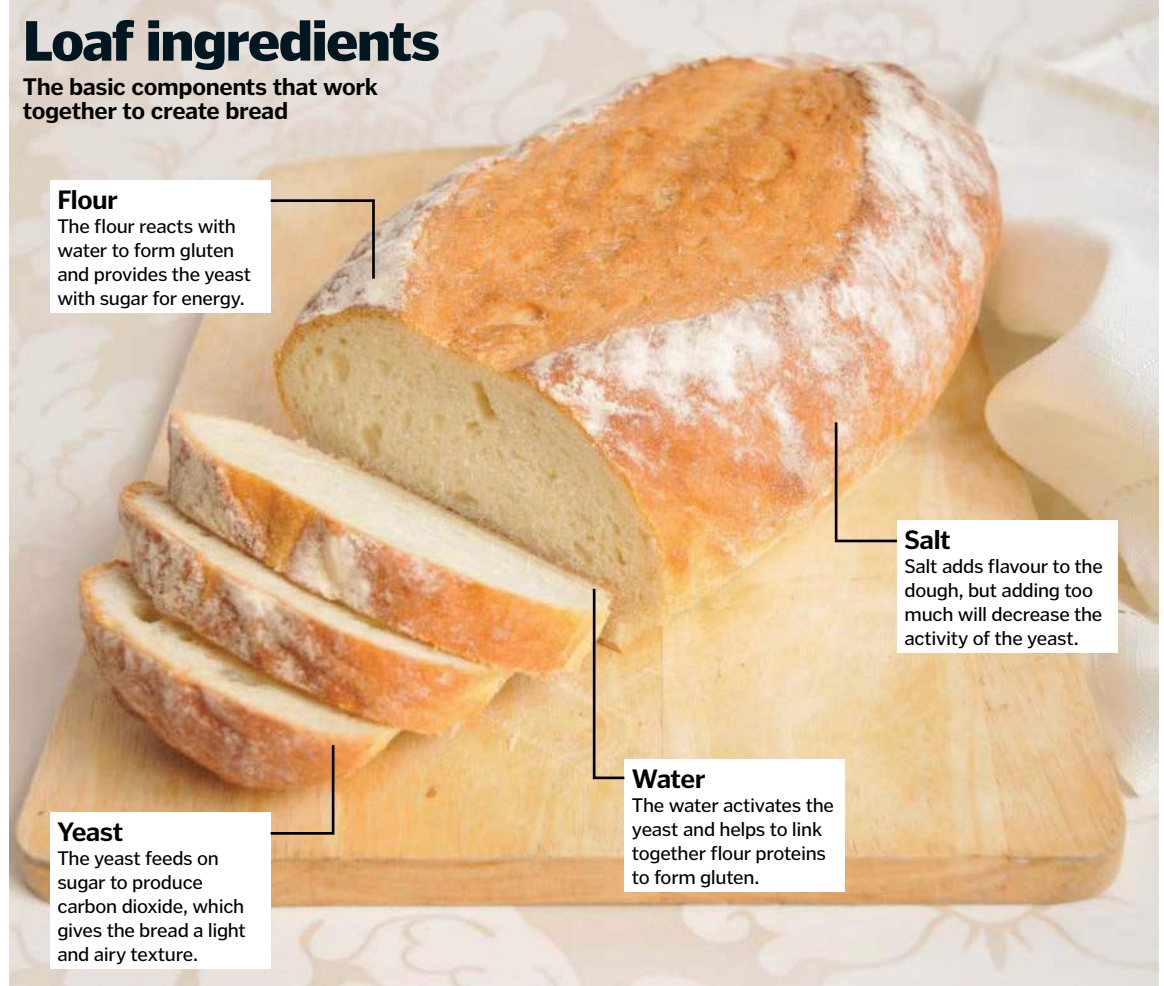 Loaf ingredients
The basic components that work
together to create bread
Flour
The flour reacts with
water to form gluten
and provides the yeast
with sugar for energy.
Salt
Salt adds flavour to the
dough, but adding too
much will decrease the
activity of the yeast.
Water
The water activates the
yeast and helps to link
together flour proteins
to form gluten.
Yeast
The yeast feeds on
sugar to produce
carbon dioxide, which
gives the bread a light
and airy texture.